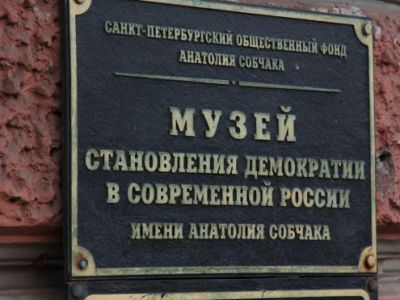 САНКТ-ПЕТЕРБУРГСКИЙ ОБЩЕСТВЕННЫЙ ФОНД
АНАТОЛИЯ СОБЧАКА
МУЗЕЙ
СТАНОВЛЕНИЯ ДЕМОКРАТИИ
В СОВРЕМЕННОЙ РОССИИ
ИМЕНИ АНАТОЛИЯ СОБЧАКА